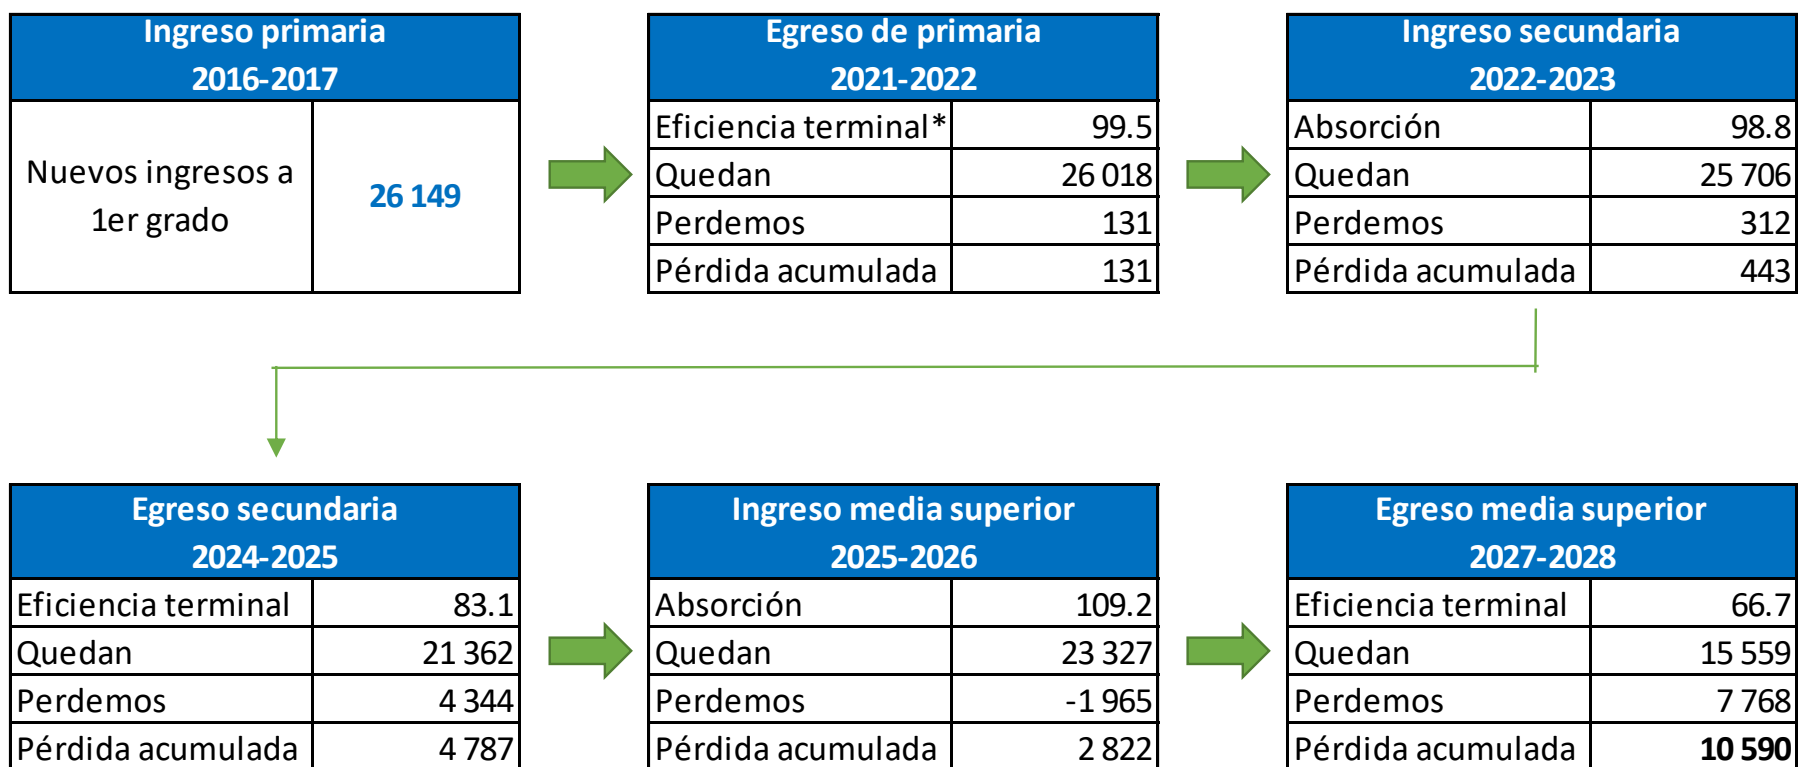 Ingreso primaria
2016-2017
Nuevos ingresos a
1er grado
26 149
Egreso de primaria
2021-2022
Eficiencia terminal* 99.5
Quedan 26 018
Perdemos 131
Pérdida acumulada 131
Ingreso secundaria
2022-2023
Absorción 98.8
Quedan 25 706
Perdemos 312
Pérdida acumulada 443
Egreso secundaria
2024-2025
Eficiencia terminal 83.1
Quedan 21 362
Perdemos 4 344
Pérdida acumulada 4 787
Ingreso media superior
2025-2026
Absorción 109.2
Quedan 23 327
Perdemos -1 965
Pérdida acumulada 2 822
Egreso media superior
2027-2028
Eficiencia terminal 66.7
Quedan 15 559
Perdemos 7 768
Pérdida acumulada 10 590